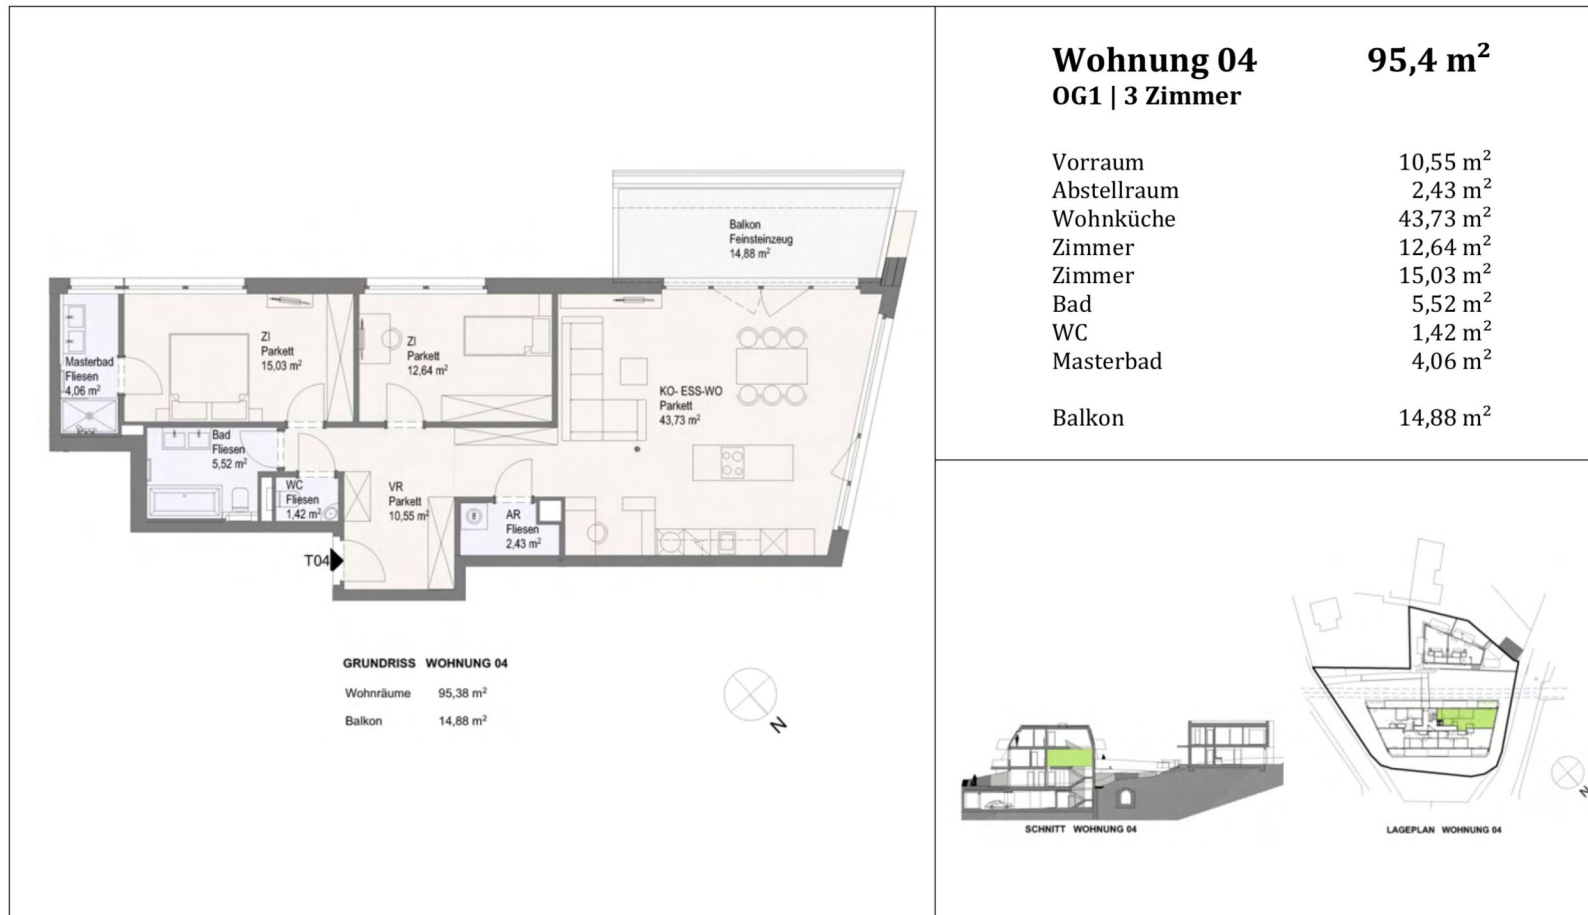 Balkon
Feinsteinzeug
14,88 m²
ZI
Parkett
15,03 m²
ZI
Parkett
12,64 m²
Masterbad
Fliesen
4,06 m²
KO- ESS-WO
Parkett
43,73 m²
Bad
Fliesen
5,52 m²
WC
Fliesen
1,42 m²
VR
Parkett
10,55 m²
AR
Fliesen
2,43 m²
T04
GRUNDRISS WOHNUNG 04
Wohnräume 95,38 m²
Balkon 14,88 m²
N
Wohnung 04 95,4 m²
OG1 | 3 Zimmer
Vorraum 10,55 m²
Abstellraum 2,43 m²
Wohnküche 43,73 m²
Zimmer 12,64 m²
Zimmer 15,03 m²
Bad 5,52 m²
WC 1,42 m²
Masterbad 4,06 m²
Balkon 14,88 m²
SCHNITT WOHNUNG 04
LAGEPLAN WOHNUNG 04
N